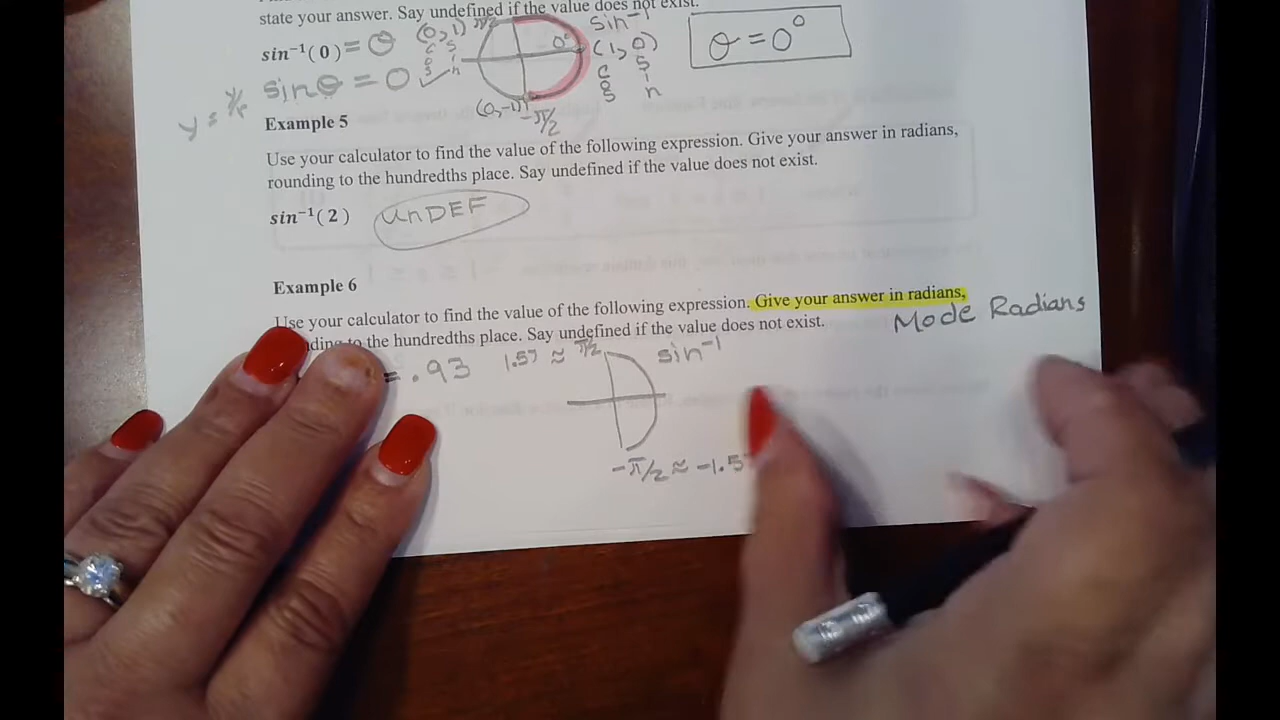 state your answer. Say undefined if the value does not exist.
sin⁻¹(0) = θ (0, 1) π/2 0° sin⁻¹
(1, 0) θ = 0°
c s
o i
s n
sinθ = 0 ✓
y = y/r
(0, -1) -π/2
c s
o i
s n
Example 5
Use your calculator to find the value of the following expression. Give your answer in radians,
rounding to the hundredths place. Say undefined if the value does not exist.
sin⁻¹(2) UnDEF
Example 6
Use your calculator to find the value of the following expression. Give your answer in radians,
the hundredths place. Say undefined if the value does not exist.
Mode Radians
= .93 1.57 ≈ π/2 sin⁻¹
-π/2 ≈ -1.5